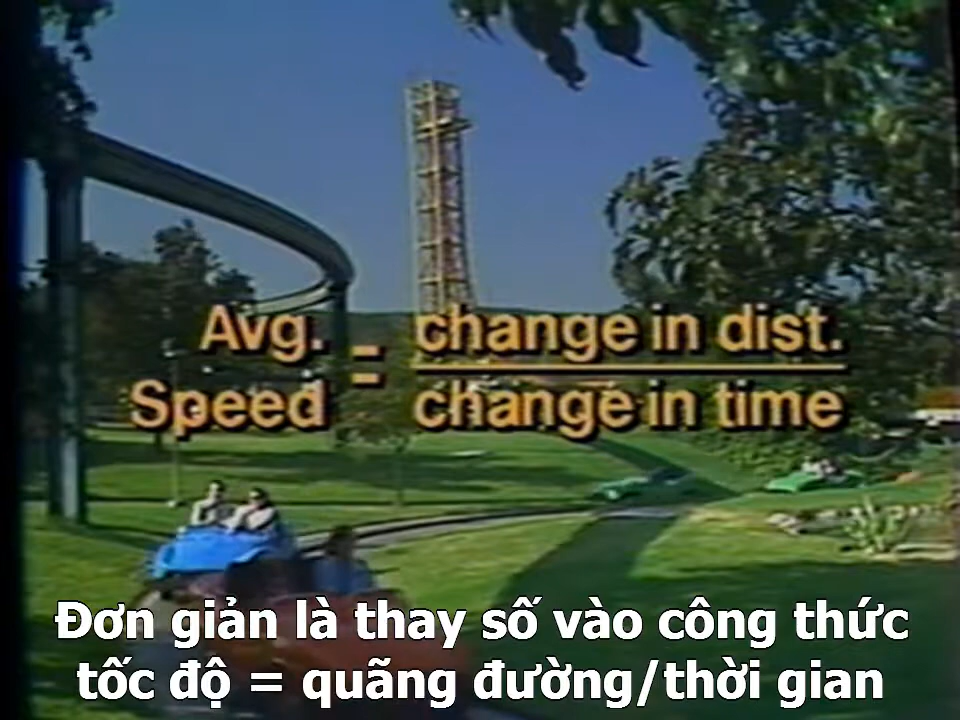 Avg. Speed = change in dist. / change in time
Đơn giản là thay số vào công thức
tốc độ = quãng đường/thời gian